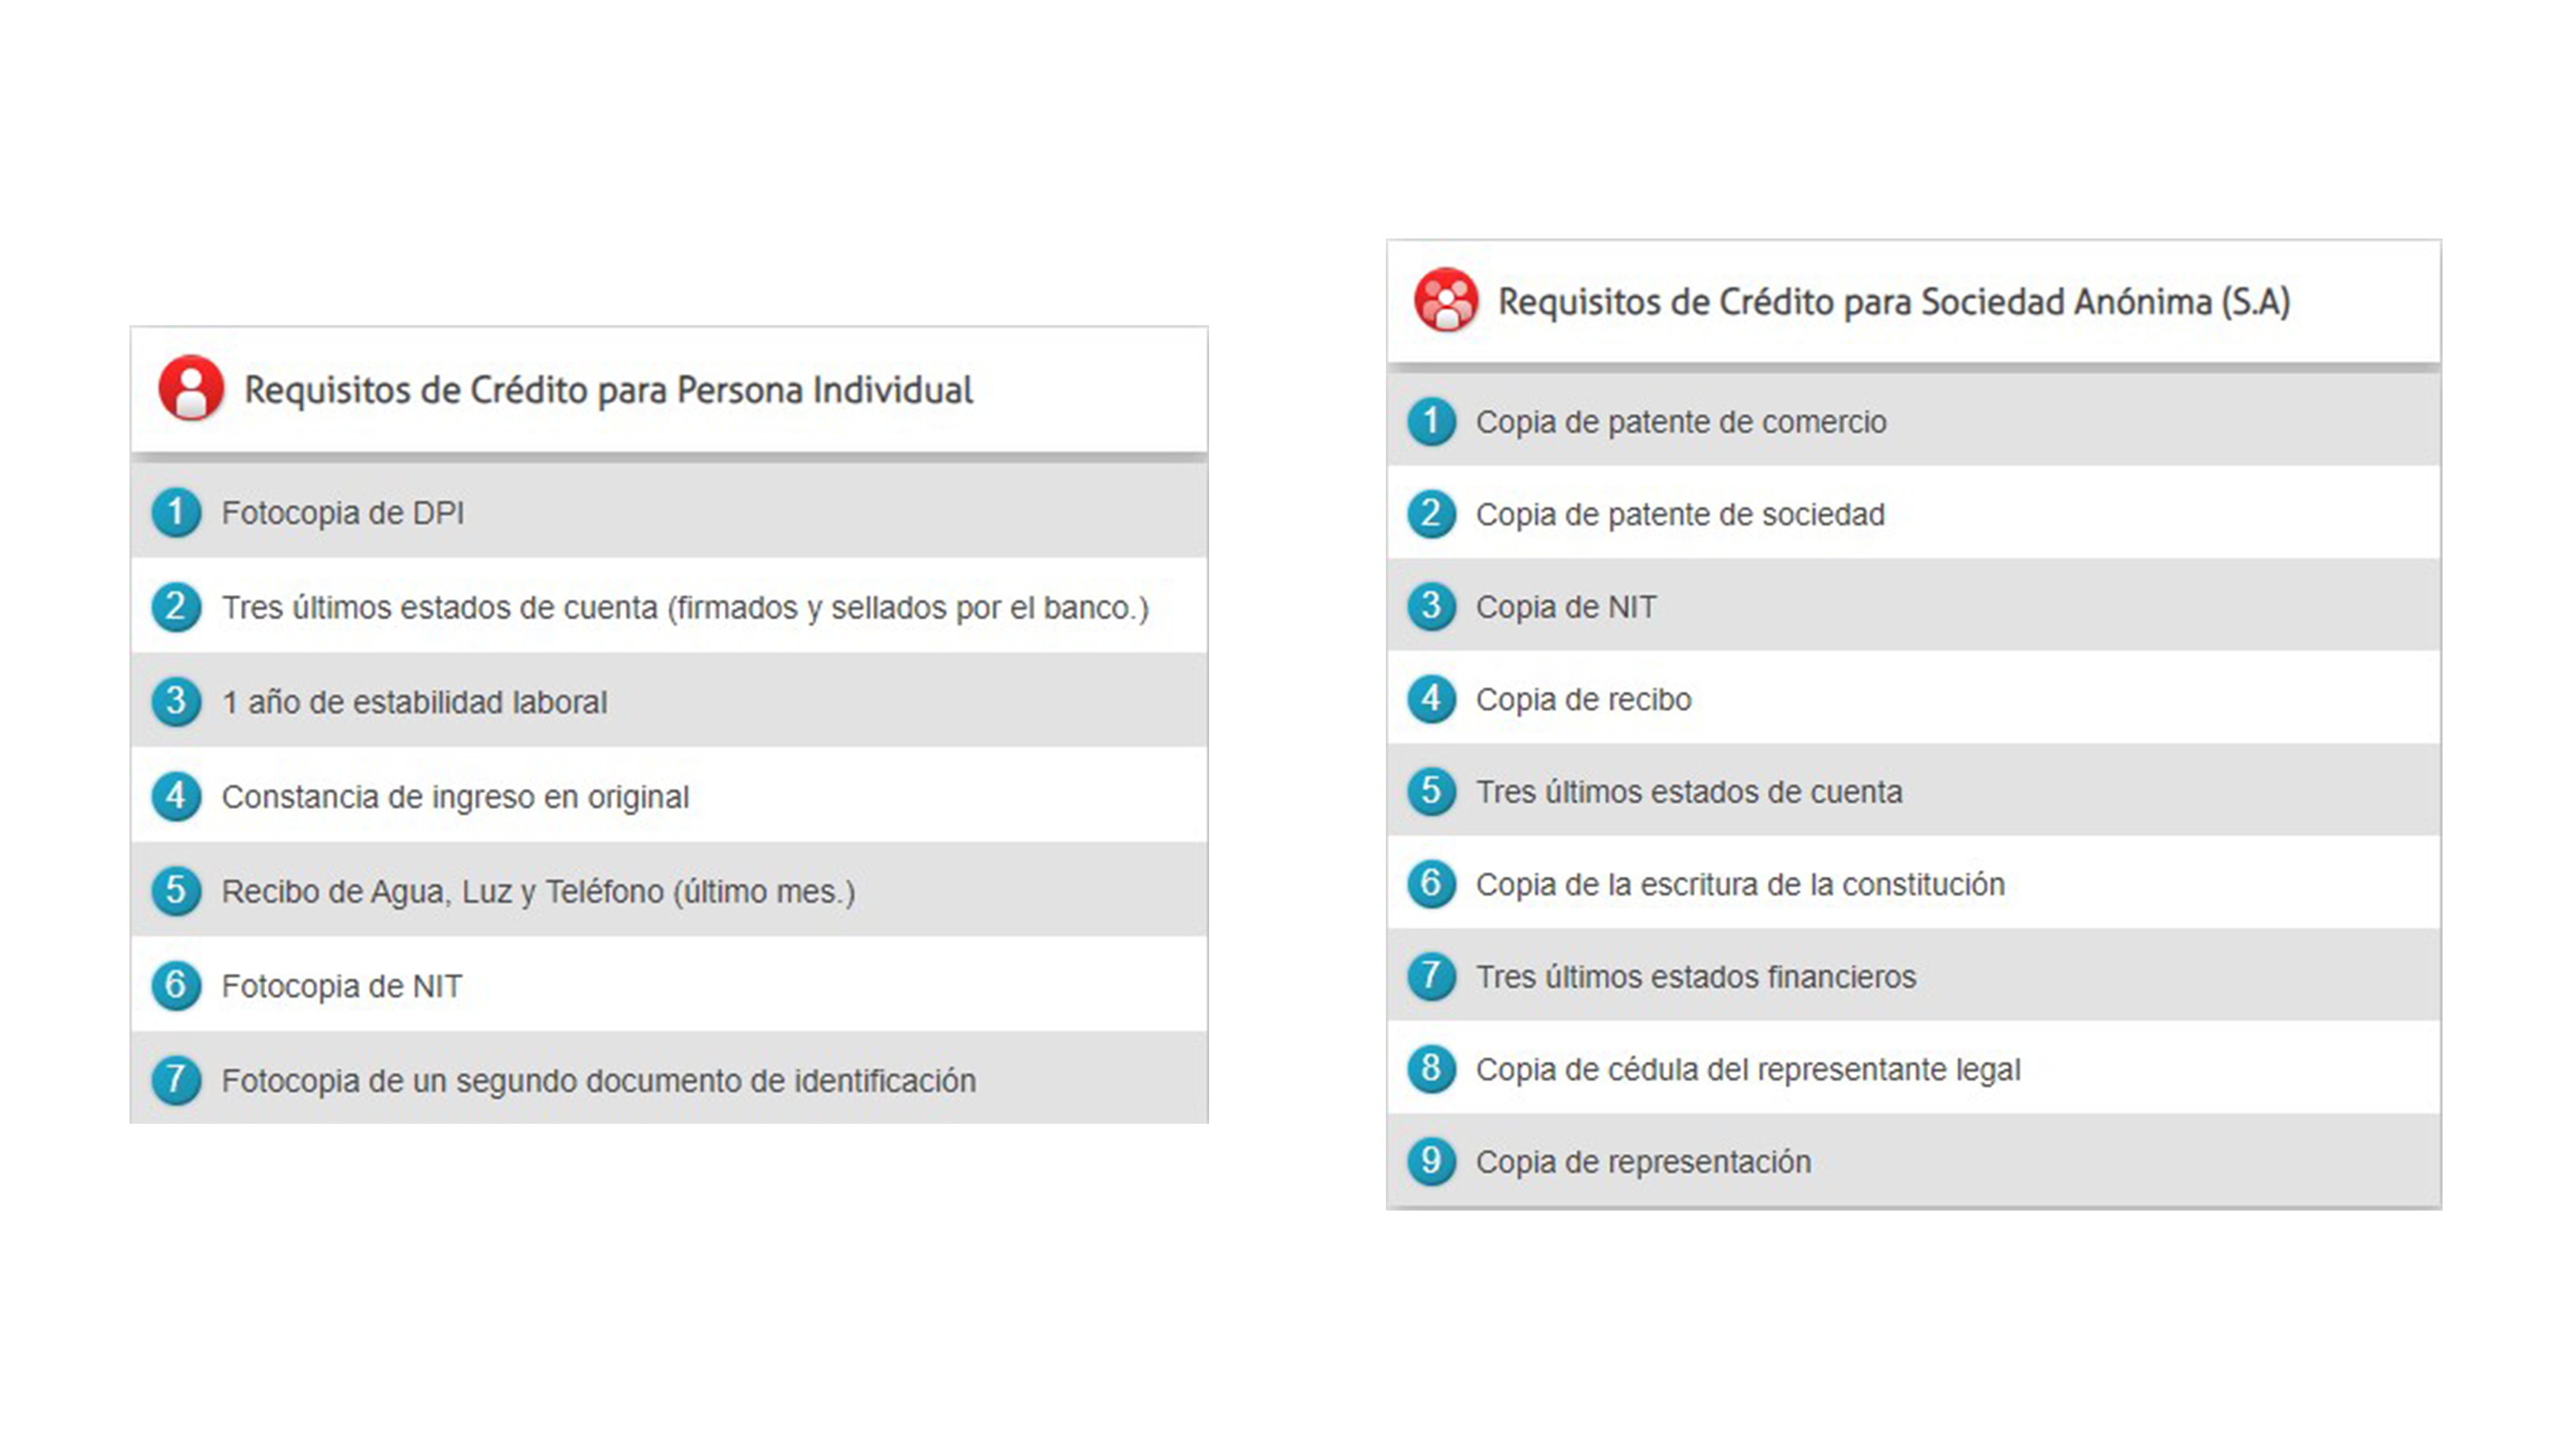 Requisitos de Crédito para Persona Individual
1 Fotocopia de DPI
2 Tres últimos estados de cuenta (firmados y sellados por el banco.)
3 1 año de estabilidad laboral
4 Constancia de ingreso en original
5 Recibo de Agua, Luz y Teléfono (último mes.)
6 Fotocopia de NIT
7 Fotocopia de un segundo documento de identificación
Requisitos de Crédito para Sociedad Anónima (S.A)
1 Copia de patente de comercio
2 Copia de patente de sociedad
3 Copia de NIT
4 Copia de recibo
5 Tres últimos estados de cuenta
6 Copia de la escritura de la constitución
7 Tres últimos estados financieros
8 Copia de cédula del representante legal
9 Copia de representación